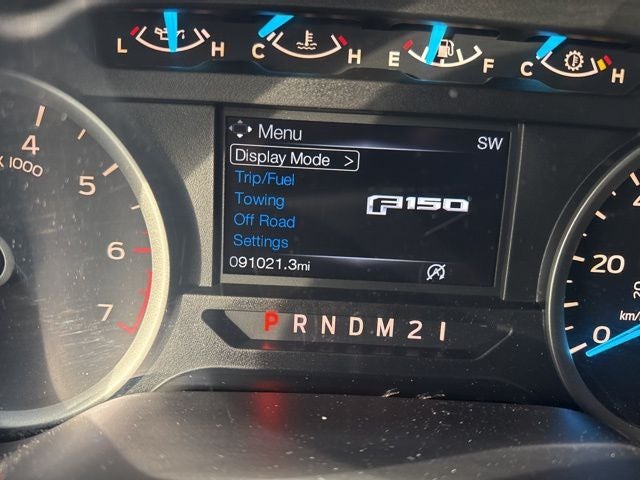 L H C H E F C H
Menu SW
Display Mode >
Trip/Fuel
Towing
Off Road
Settings
F150
091021.3mi
4
X 1000
5
6
7
P R N D M 2 1
20
0
km/